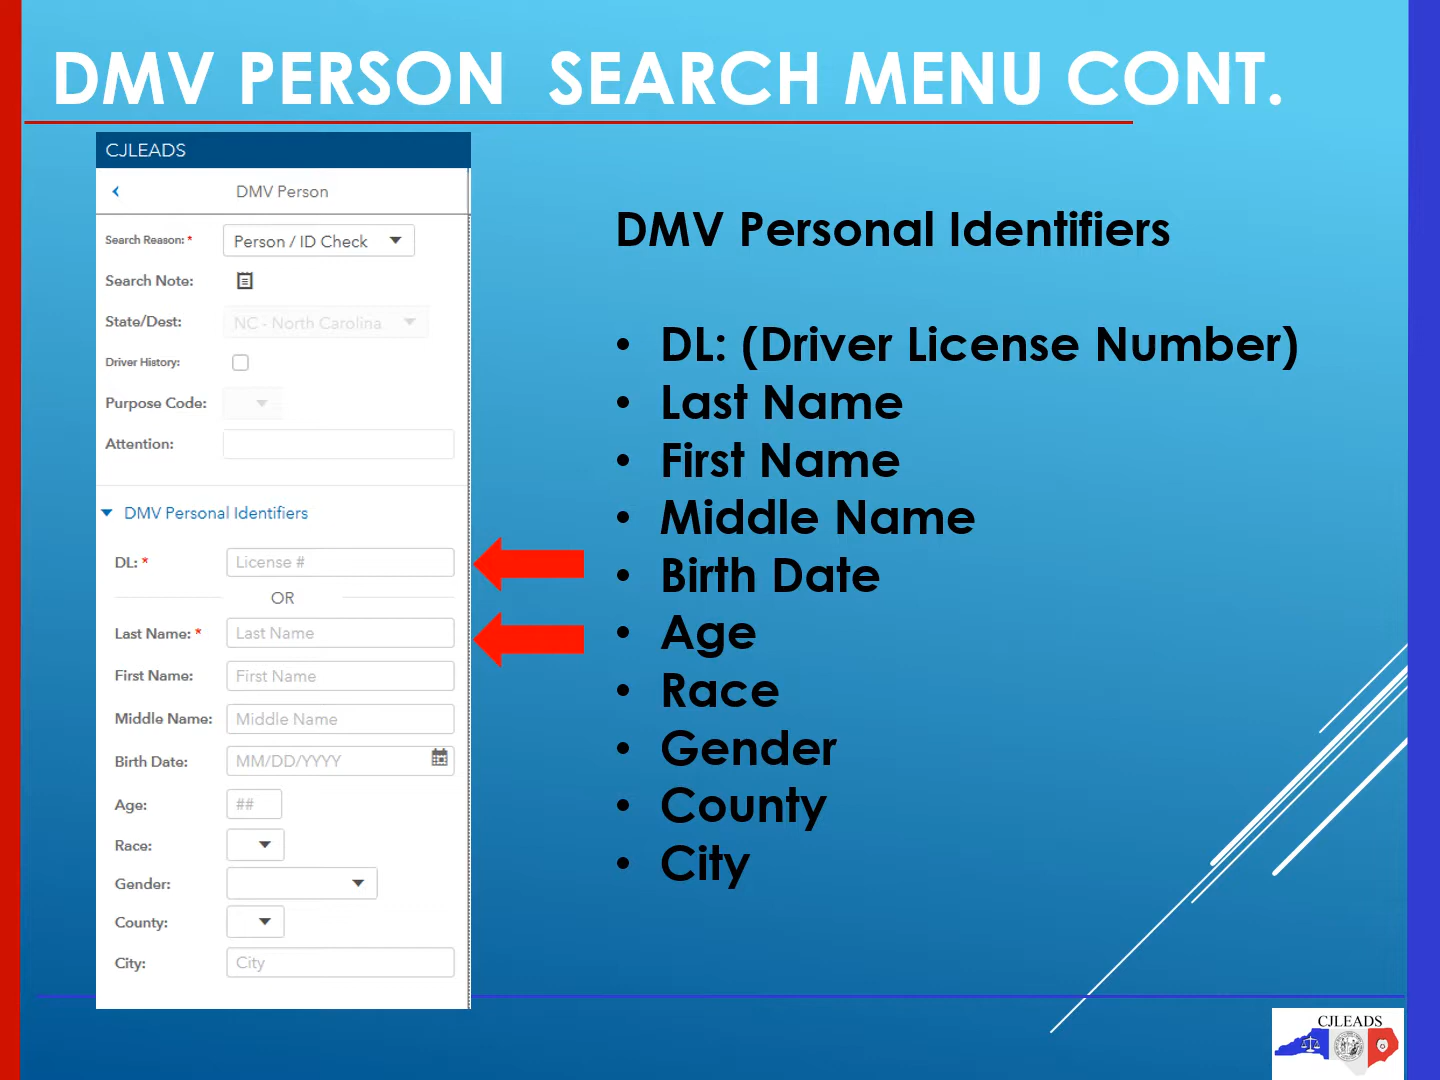 DMV PERSON  SEARCH MENU CONT.
CJLEADS
DMV Person
Search Reason: *
Person / ID Check
Search Note:
State/Dest:
NC - North Carolina
Driver History:
Purpose Code:
Attention:
DMV Personal Identifiers
DL: *
License #
OR
Last Name: *
Last Name
First Name:
First Name
Middle Name:
Middle Name
Birth Date:
MM/DD/YYYY
Age:
##
Race:
Gender:
County:
City:
City
DMV Personal Identifiers
• DL: (Driver License Number)
• Last Name
• First Name
• Middle Name
• Birth Date
• Age
• Race
• Gender
• County
• City
CJLEADS